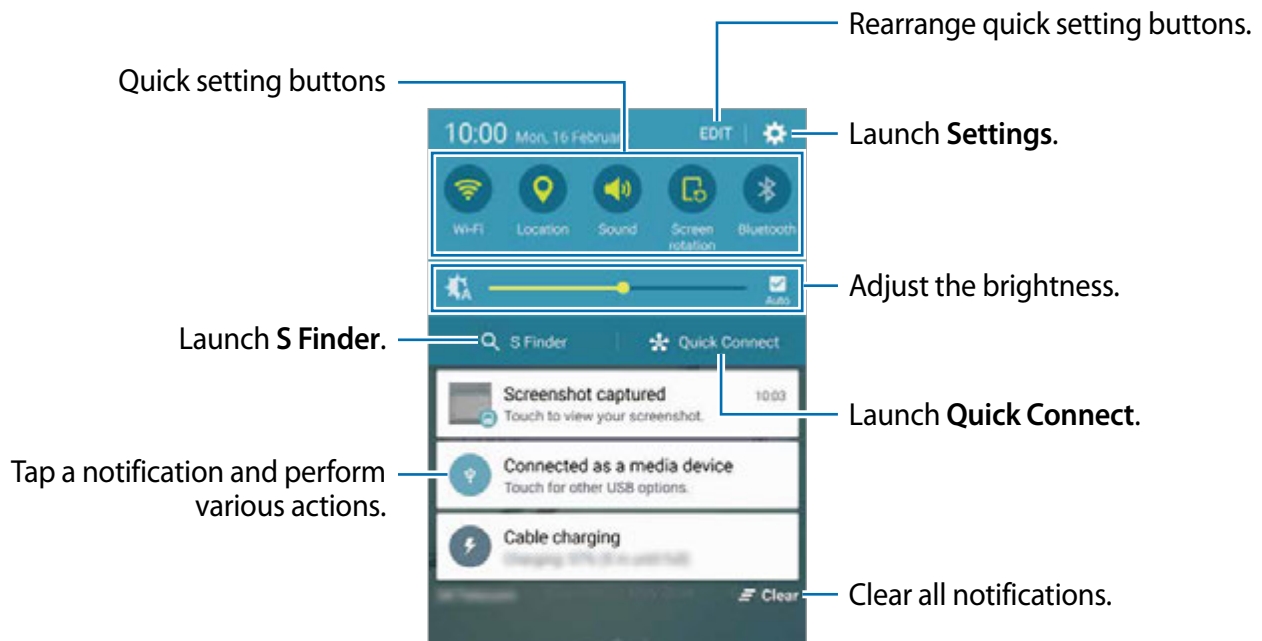 Rearrange quick setting buttons.
Quick setting buttons
10:00 Mon, 16 Februar
EDIT
Launch Settings.
Wi-Fi
Location
Sound
Screen
rotation
Bluetooth
Adjust the brightness.
Auto
Launch S Finder.
S Finder
Quick Connect
Screenshot captured
10:03
Touch to view your screenshot.
Launch Quick Connect.
Tap a notification and perform
various actions.
Connected as a media device
Touch for other USB options.
Cable charging
Clear
Clear all notifications.